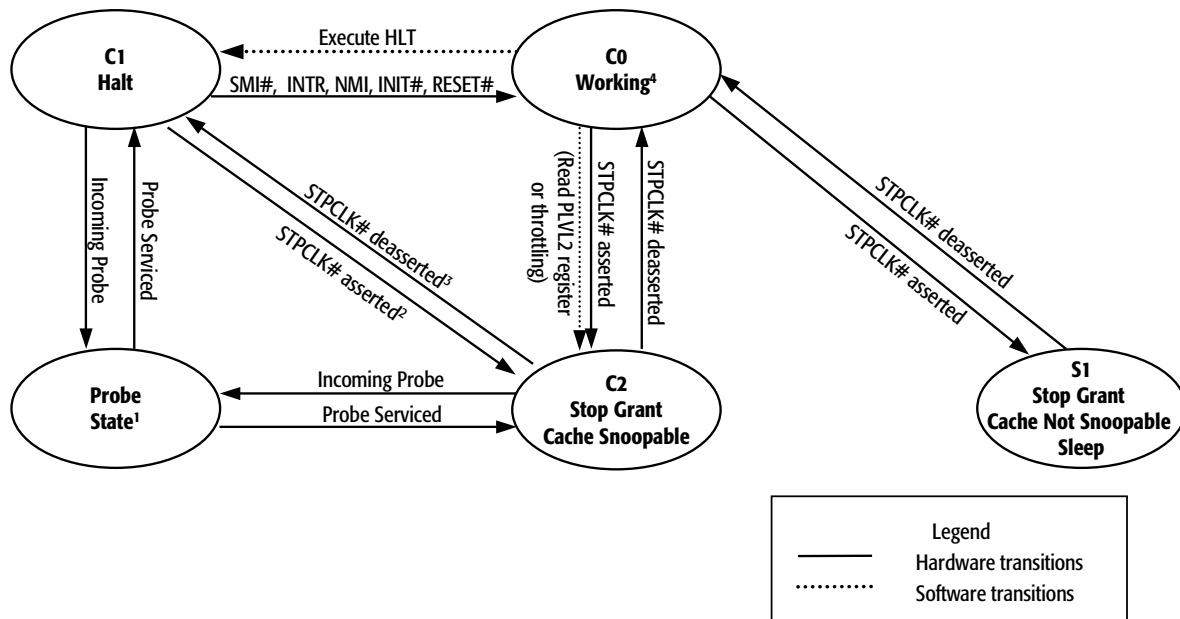 C1
Halt
Execute HLT
SMI#, INTR, NMI, INIT#, RESET#
C0
Working⁴
Incoming Probe
Probe Serviced
STPCLK# deasserted³
STPCLK# asserted²
(Read PLVL2 register
or throttling)
STPCLK# asserted
STPCLK# deasserted
STPCLK# deasserted
STPCLK# asserted
Probe
State¹
Incoming Probe
Probe Serviced
C2
Stop Grant
Cache Snoopable
S1
Stop Grant
Cache Not Snoopable
Sleep
Legend
Hardware transitions
Software transitions